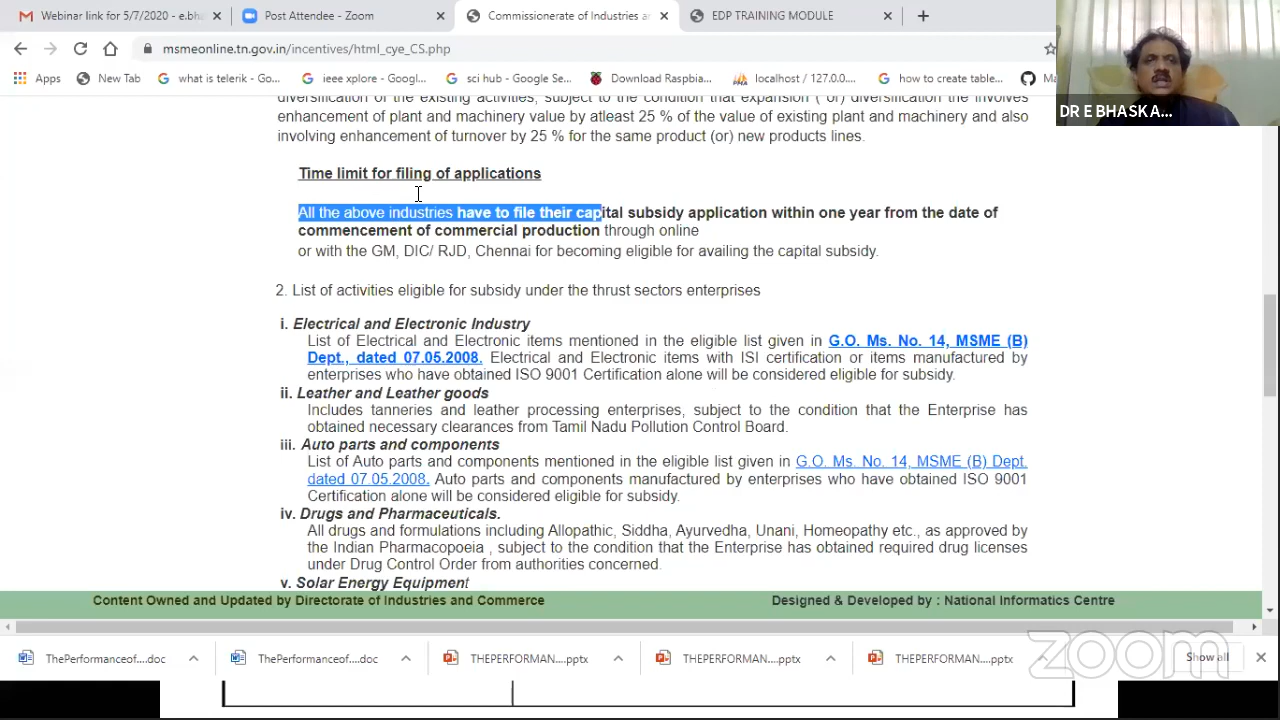 Webinar link for 5/7/2020 - e.bha
Post Attendee - Zoom
Commissionerate of Industries an
EDP TRAINING MODULE
msmeonline.tn.gov.in/incentives/html_cye_CS.php
Apps
New Tab
what is telerik - Go...
ieee xplore - Googl...
sci hub - Google Se...
Download Raspbia...
localhost / 127.0.0....
how to create table...
DR E BHASK A...
diversification of the existing activities, subject to the condition that expansion ( or) diversification the involves
enhancement of plant and machinery value by atleast 25 % of the value of existing plant and machinery and also
involving enhancement of turnover by 25 % for the same product (or) new products lines.
Time limit for filing of applications
All the above industries have to file their capital subsidy application within one year from the date of
commencement of commercial production through online
or with the GM, DIC/ RJD, Chennai for becoming eligible for availing the capital subsidy.
2. List of activities eligible for subsidy under the thrust sectors enterprises
i. Electrical and Electronic Industry
List of Electrical and Electronic items mentioned in the eligible list given in G.O. Ms. No. 14, MSME (B)
Dept., dated 07.05.2008. Electrical and Electronic items with ISI certification or items manufactured by
enterprises who have obtained ISO 9001 Certification alone will be considered eligible for subsidy.
ii. Leather and Leather goods
Includes tanneries and leather processing enterprises, subject to the condition that the Enterprise has
obtained necessary clearances from Tamil Nadu Pollution Control Board.
iii. Auto parts and components
List of Auto parts and components mentioned in the eligible list given in G.O. Ms. No. 14, MSME (B) Dept.
dated 07.05.2008. Auto parts and components manufactured by enterprises who have obtained ISO 9001
Certification alone will be considered eligible for subsidy.
iv. Drugs and Pharmaceuticals.
All drugs and formulations including Allopathic, Siddha, Ayurvedha, Unani, Homeopathy etc., as approved by
the Indian Pharmacopoeia , subject to the condition that the Enterprise has obtained required drug licenses
under Drug Control Order from authorities concerned.
v. Solar Energy Equipment
Content Owned and Updated by Directorate of Industries and Commerce
Designed & Developed by : National Informatics Centre
ThePerformanceof....doc
ThePerformanceof....doc
THEPERFORMAN....pptx
THEPERFORMAN....pptx
THEPERFORMAN....pptx
Show all
zoom